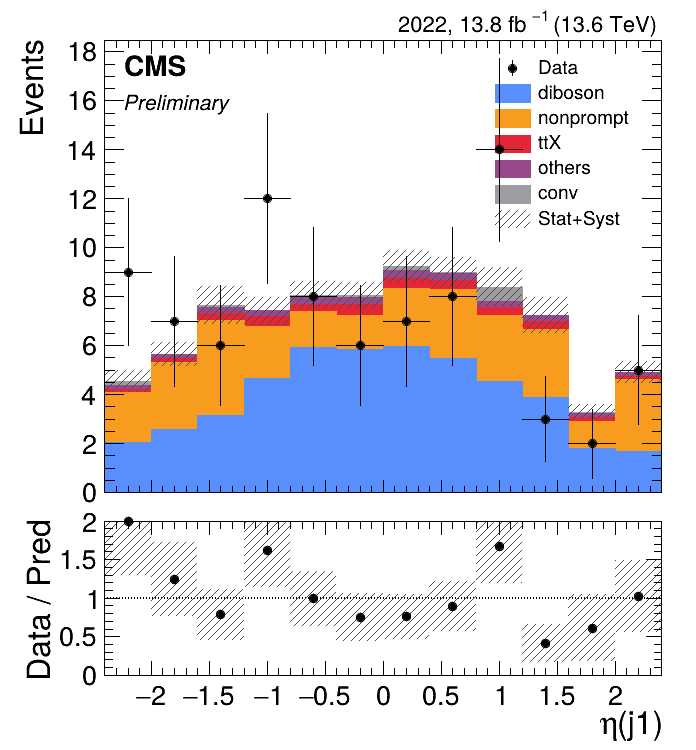 2022, 13.8 fb⁻¹ (13.6 TeV)
Events
18
16
14
12
10
8
6
4
2
0
CMS
Preliminary
Data
diboson
nonprompt
ttX
others
conv
Stat+Syst
Data / Pred
2
1.5
1
0.5
0
−2
−1.5
−1
−0.5
0
0.5
1
1.5
2
η(j1)